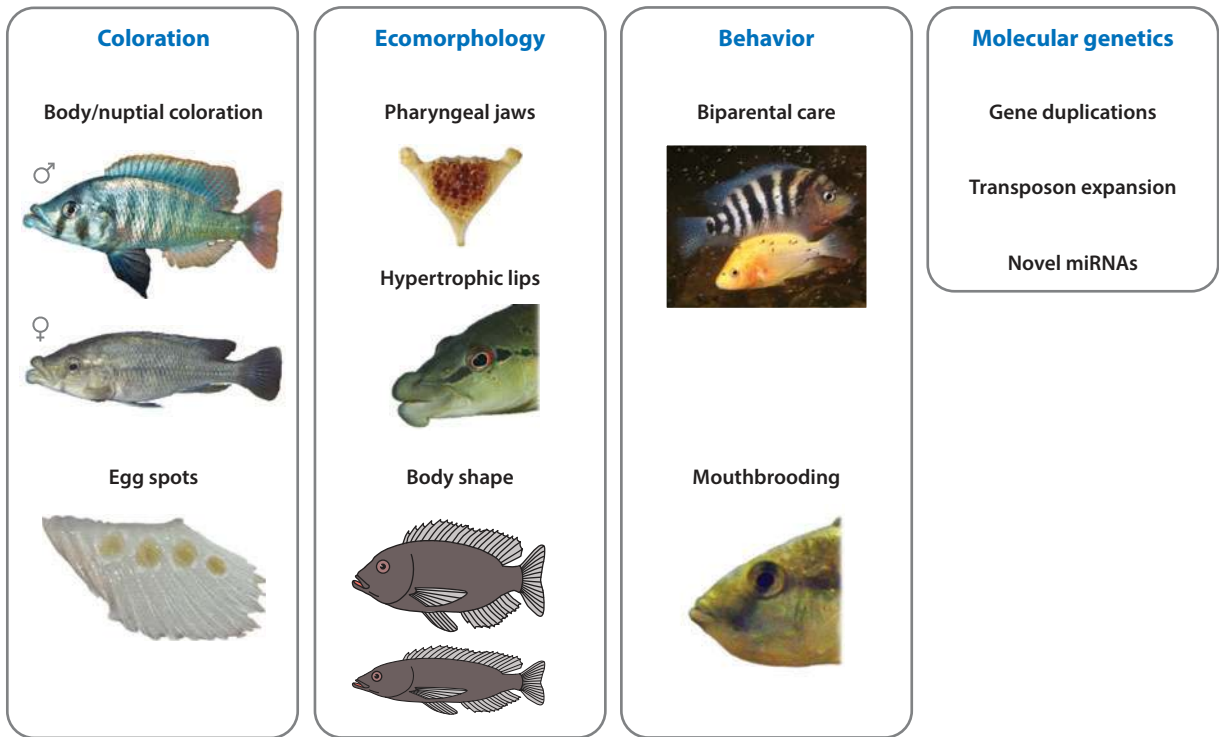 Coloration
Body/nuptial coloration
♂
♀
Egg spots
Ecomorphology
Pharyngeal jaws
Hypertrophic lips
Body shape
Behavior
Biparental care
Mouthbrooding
Molecular genetics
Gene duplications
Transposon expansion
Novel miRNAs